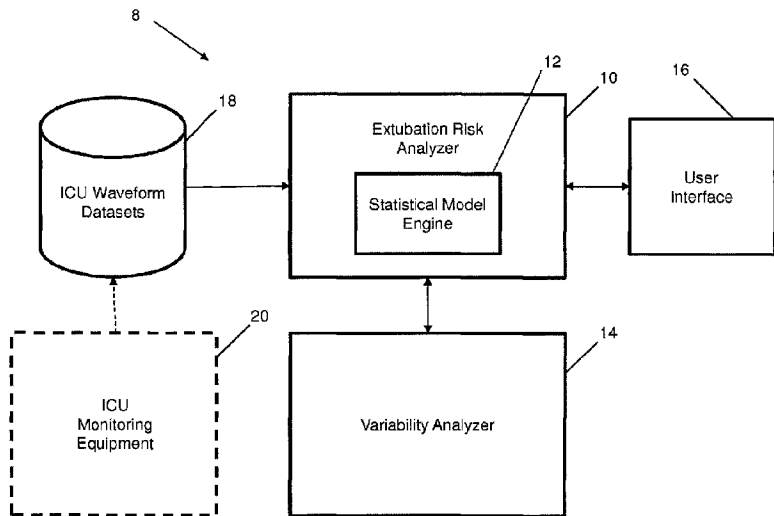 8
18
ICU Waveform
Datasets
12
10
Extubation Risk
Analyzer
Statistical Model
Engine
16
User
Interface
20
ICU
Monitoring
Equipment
14
Variability Analyzer